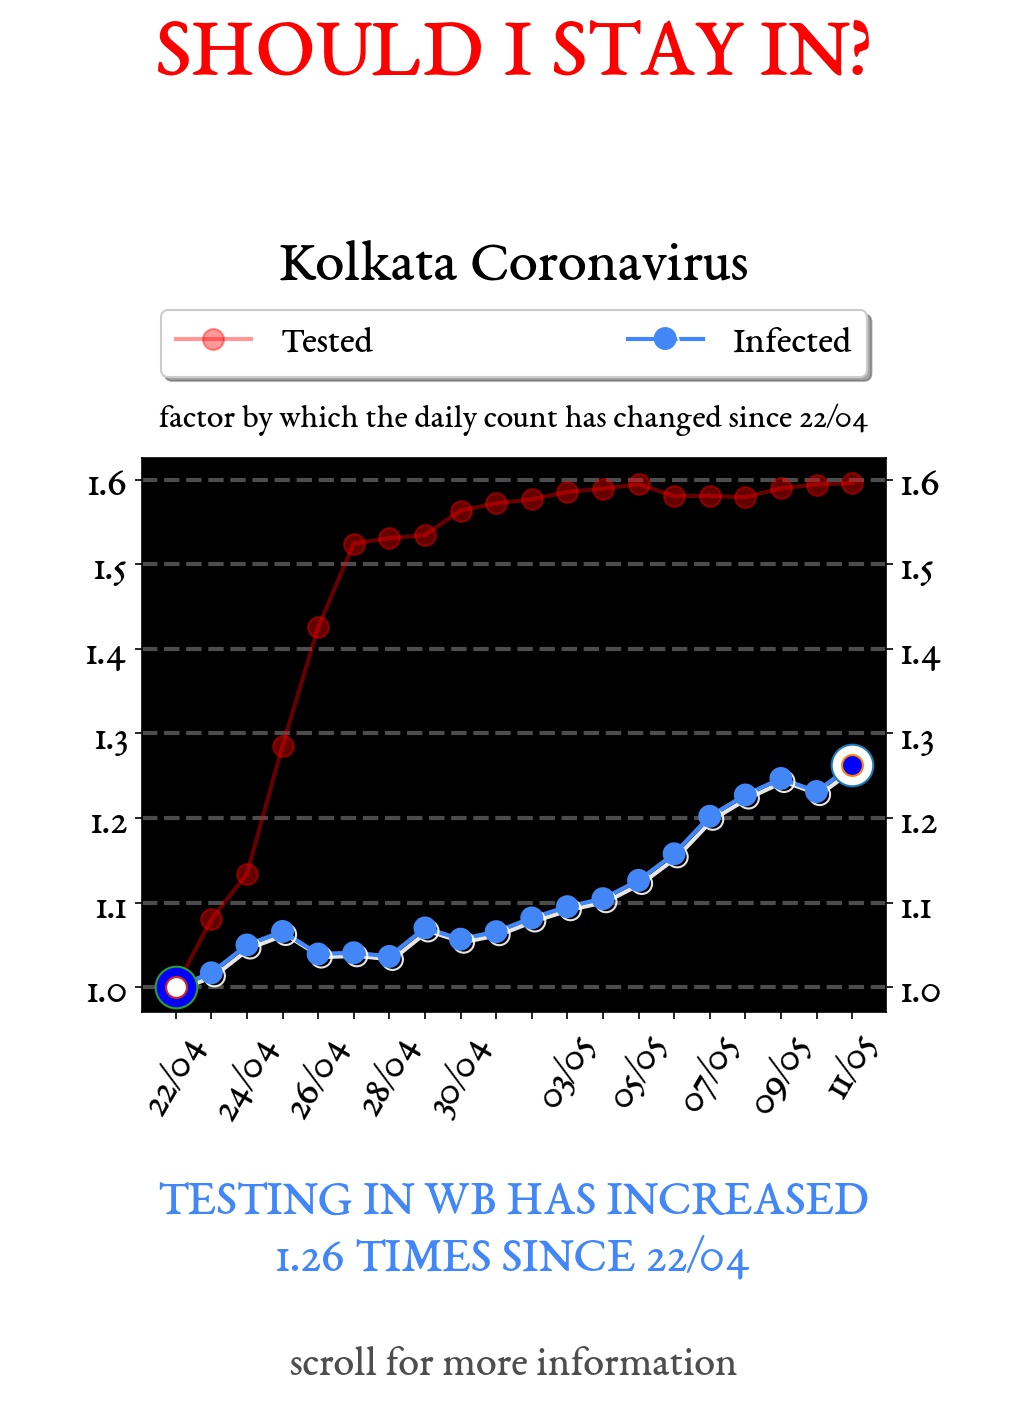 SHOULD I STAY IN?
Kolkata Coronavirus
Tested Infected
factor by which the daily count has changed since 22/04
1.6 1.6
1.5 1.5
1.4 1.4
1.3 1.3
1.2 1.2
1.1 1.1
1.0 1.0
22/04 24/04 26/04 28/04 30/04 03/05 05/05 07/05 09/05 11/05
TESTING IN WB HAS INCREASED
1.26 TIMES SINCE 22/04
scroll for more information